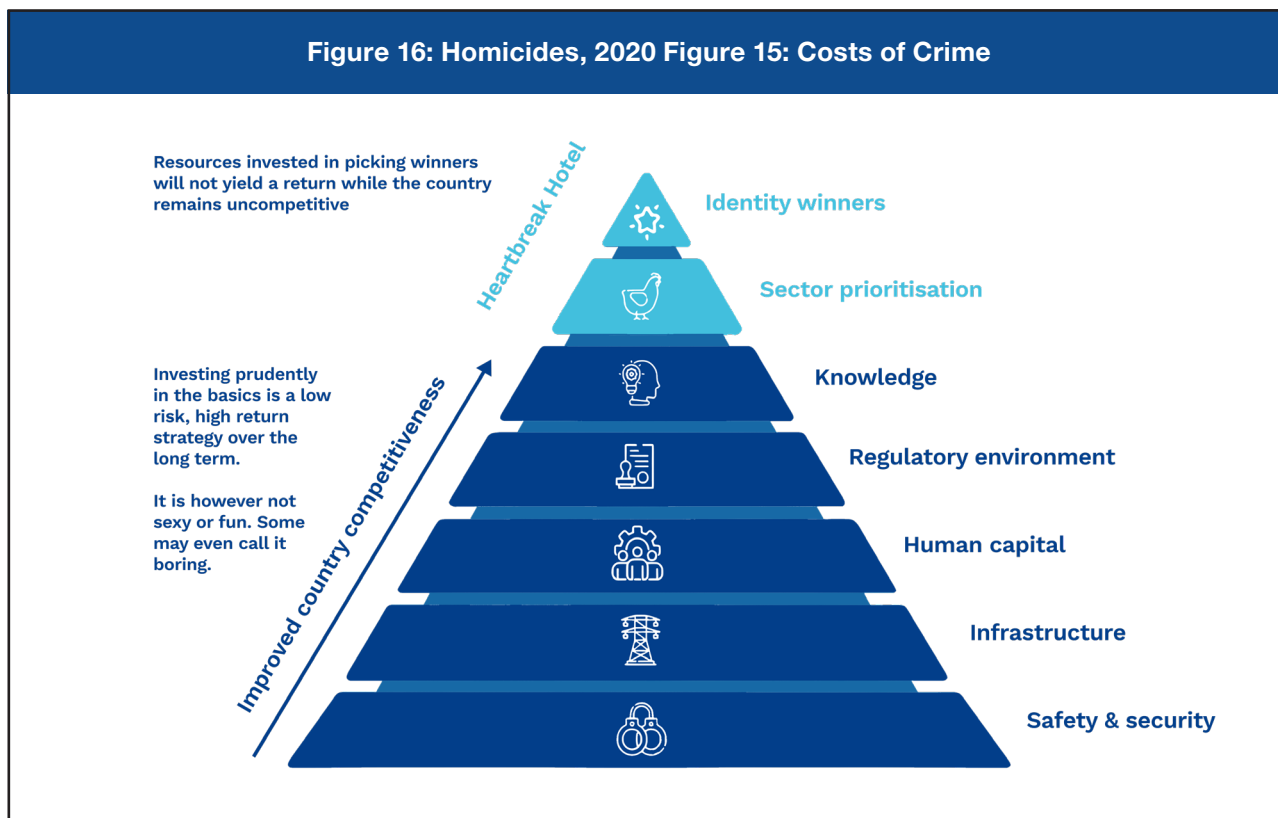 Figure 16: Homicides, 2020 Figure 15: Costs of Crime
Resources invested in picking winners
will not yield a return while the country
remains uncompetitive
Heartbreak Hotel
Identity winners
Sector prioritisation
Investing prudently
in the basics is a low
risk, high return
strategy over the
long term.
It is however not
sexy or fun. Some
may even call it
boring.
Improved country competitiveness
Knowledge
Regulatory environment
Human capital
Infrastructure
Safety & security